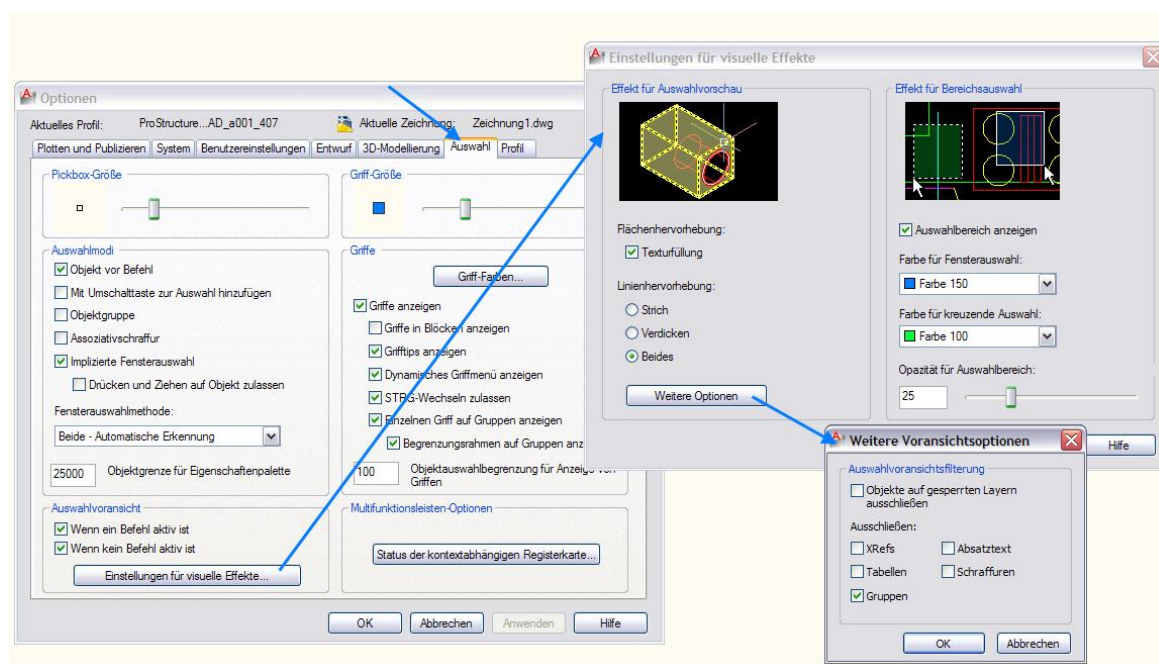 Optionen
Aktuelles Profil: ProStructure...AD_a001_407 Aktuelle Zeichnung: Zeichnung1.dwg
Plotten und Publizieren System Benutzereinstellungen Entwurf 3D-Modellierung Auswahl Profil
Pickbox-Größe
Auswahlmodi
Objekt vor Befehl
Mit Umschalttaste zur Auswahl hinzufügen
Objektgruppe
Assoziativschraffur
Implizierte Fensterauswahl
Drücken und Ziehen auf Objekt zulassen
Fensterauswahlmethode:
Beide - Automatische Erkennung
25000 Objektgrenze für Eigenschaftenpalette
Auswahlvoransicht
Wenn ein Befehl aktiv ist
Wenn kein Befehl aktiv ist
Einstellungen für visuelle Effekte...
Griff-Größe
Griffe
Griff-Farben...
Griffe anzeigen
Griffe in Blöcken anzeigen
Grifftips anzeigen
Dynamisches Griffmenü anzeigen
STRG-Wechseln zulassen
Einzelnen Griff auf Gruppen anzeigen
Begrenzungsrahmen auf Gruppen anz
100 Objektauswahlbegrenzung für Anzeige von
Griffen
Multifunktionsleisten-Optionen
Status der kontextabhängigen Registerkarte...
OK Abbrechen Anwenden Hilfe
Einstellungen für visuelle Effekte
Effekt für Auswahlvorschau
Flächenhervorhebung:
Texturfüllung
Linienhervorhebung:
Strich
Verdicken
Beides
Weitere Optionen
Effekt für Bereichsauswahl
Auswahlbereich anzeigen
Farbe für Fensterauswahl:
Farbe 150
Farbe für kreuzende Auswahl:
Farbe 100
Opazität für Auswahlbereich:
25
Hilfe
Weitere Voransichtsoptionen
Auswahlvoransichtsfilterung
Objekte auf gesperrten Layern
ausschließen
Ausschließen:
XRefs Absatztext
Tabellen Schraffuren
Gruppen
OK Abbrechen